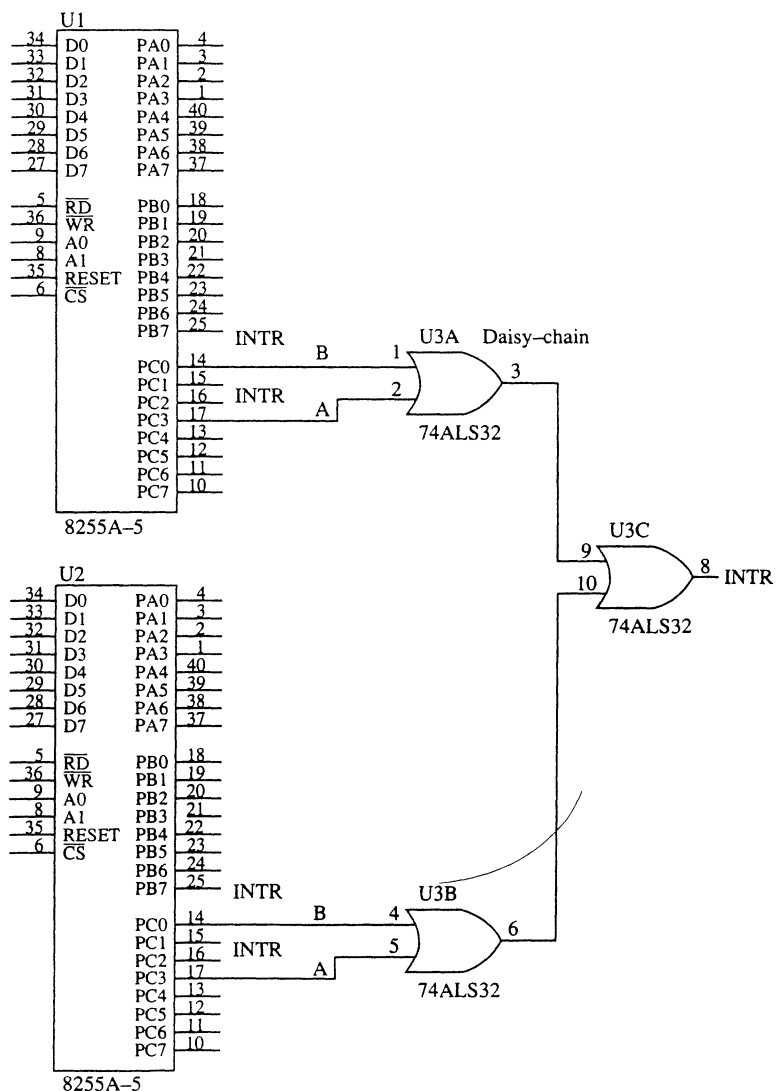 U1
34 D0 PA0 4
33 D1 PA1 3
32 D2 PA2 2
31 D3 PA3 1
30 D4 PA4 40
29 D5 PA5 39
28 D6 PA6 38
27 D7 PA7 37
5 RD PB0 18
36 WR PB1 19
9 A0 PB2 20
8 A1 PB3 21
35 RESET PB4 22
6 CS PB5 23
PB6 24
PB7 25 INTR
U3A Daisy–chain
PC0 14 B 1 3
PC1 15
PC2 16 INTR 2
PC3 17 A
PC4 13 74ALS32
PC5 12
PC6 11
PC7 10
8255A–5
U3C
9
10 8 INTR
74ALS32
U2
34 D0 PA0 4
33 D1 PA1 3
32 D2 PA2 2
31 D3 PA3 1
30 D4 PA4 40
29 D5 PA5 39
28 D6 PA6 38
27 D7 PA7 37
5 RD PB0 18
36 WR PB1 19
9 A0 PB2 20
8 A1 PB3 21
35 RESET PB4 22
6 CS PB5 23
PB6 24
PB7 25 INTR
U3B
PC0 14 B 4 6
PC1 15
PC2 16 INTR 5
PC3 17 A
PC4 13 74ALS32
PC5 12
PC6 11
PC7 10
8255A–5